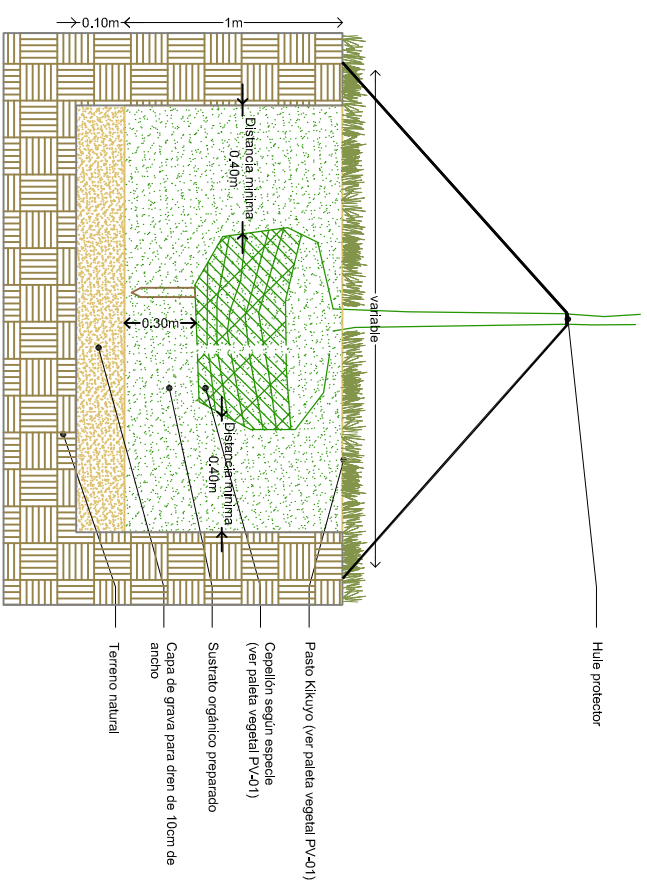 Hule protector
variable
Pasto Kikuyo (ver paleta vegetal PV-01)
Cepellón según especie
(ver paleta vegetal PV-01)
Sustrato orgánico preparado
Capa de grava para dren de 10cm de
ancho
Terreno natural
1m
0.10m
Distancia minima
0.40m
0.30m
Distancia minima
0.40m